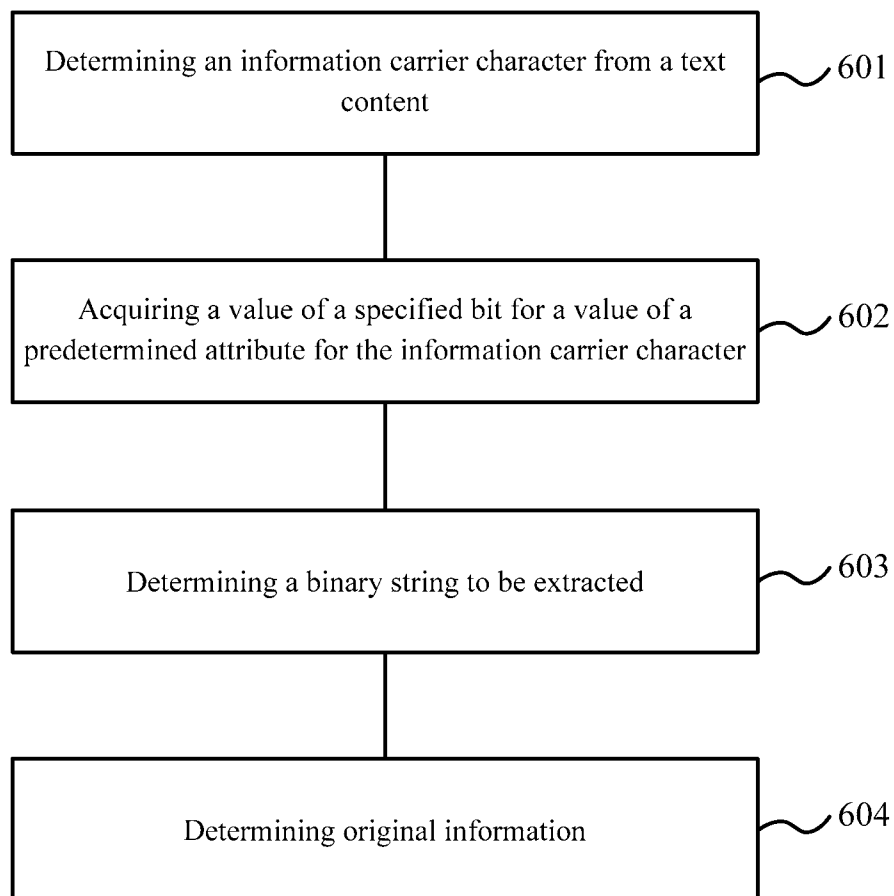 Determining an information carrier character from a text
content
601
Acquiring a value of a specified bit for a value of a
predetermined attribute for the information carrier character
602
Determining a binary string to be extracted
603
Determining original information
604